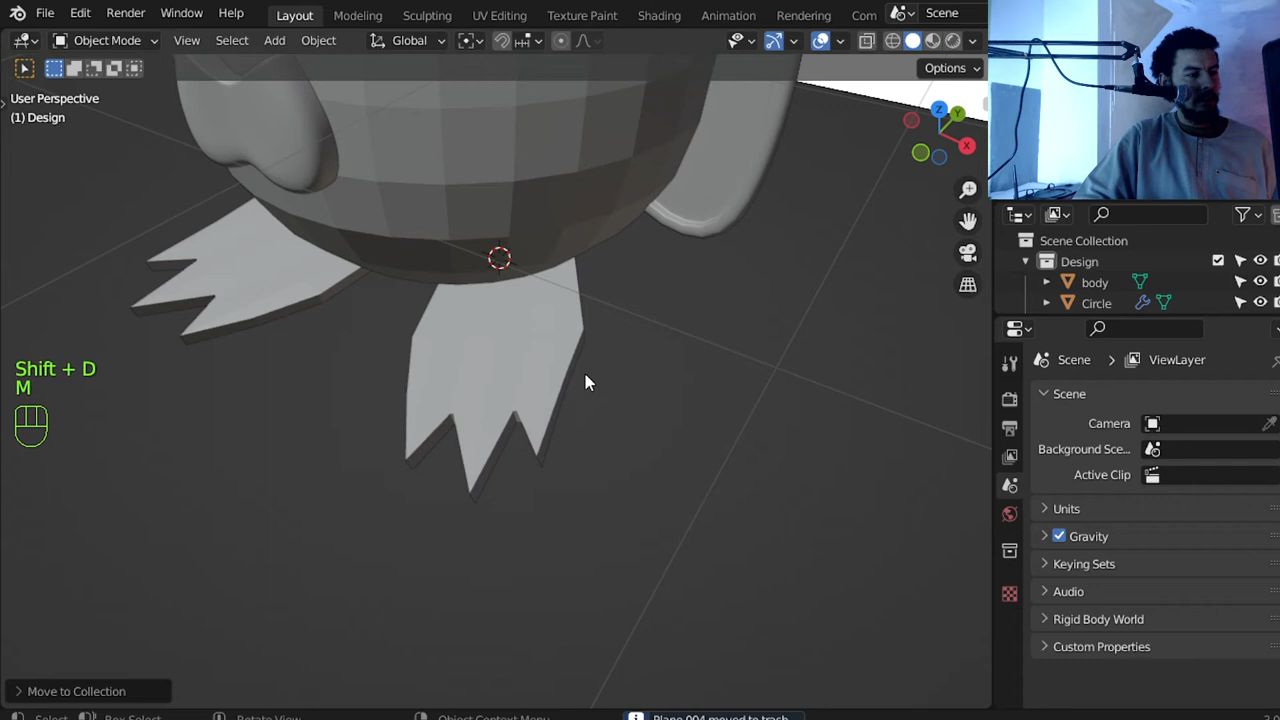 File Edit Render Window Help Layout Modeling Sculpting UV Editing Texture Paint Shading Animation Rendering Com Scene
Object Mode View Select Add Object Global
Options
User Perspective
(1) Design
Z
Y
X
Scene Collection
Design
body
Circle
Scene ViewLayer
Scene
Camera
Background Sce...
Active Clip
Units
Gravity
Keying Sets
Audio
Rigid Body World
Custom Properties
Shift + D
M
Move to Collection
Select Box Select Rotate View Object Context Menu Plane.004 moved to trash